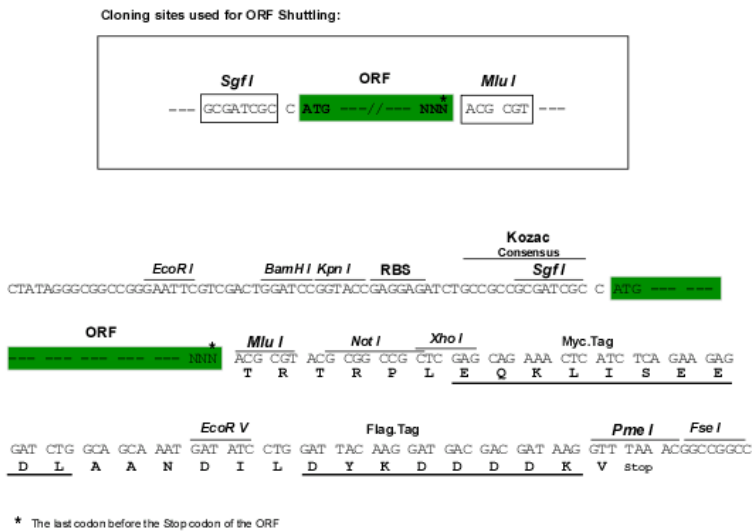 Cloning sites used for ORF Shuttling:
Sgf I ORF Mlu I
*
--- GCGATCGC C ATG ---//--- NNN ACG CGT ---
Kozac
Consensus
EcoR I BamH I Kpn I RBS Sgf I
CTATAGGGCGGCCGGGAATTCGTCGACTGGATCCGGTACCGAGGAGATCTGCCGCCGCGATCGC C ATG --- ---
ORF
* Mlu I Not I Xho I Myc.Tag
--- --- --- --- --- --- NNN ACG CGT ACG CGG CCG CTC GAG CAG AAA CTC ATC TCA GAA GAG
T R T R P L E Q K L I S E E
EcoR V Flag.Tag Pme I Fse I
GAT CTG GCA GCA AAT GAT ATC CTG GAT TAC AAG GAT GAC GAC GAT AAG GTT TAA ACGGCCGGCC
D L A A N D I L D Y K D D D D K V Stop
* The last codon before the Stop codon of the ORF